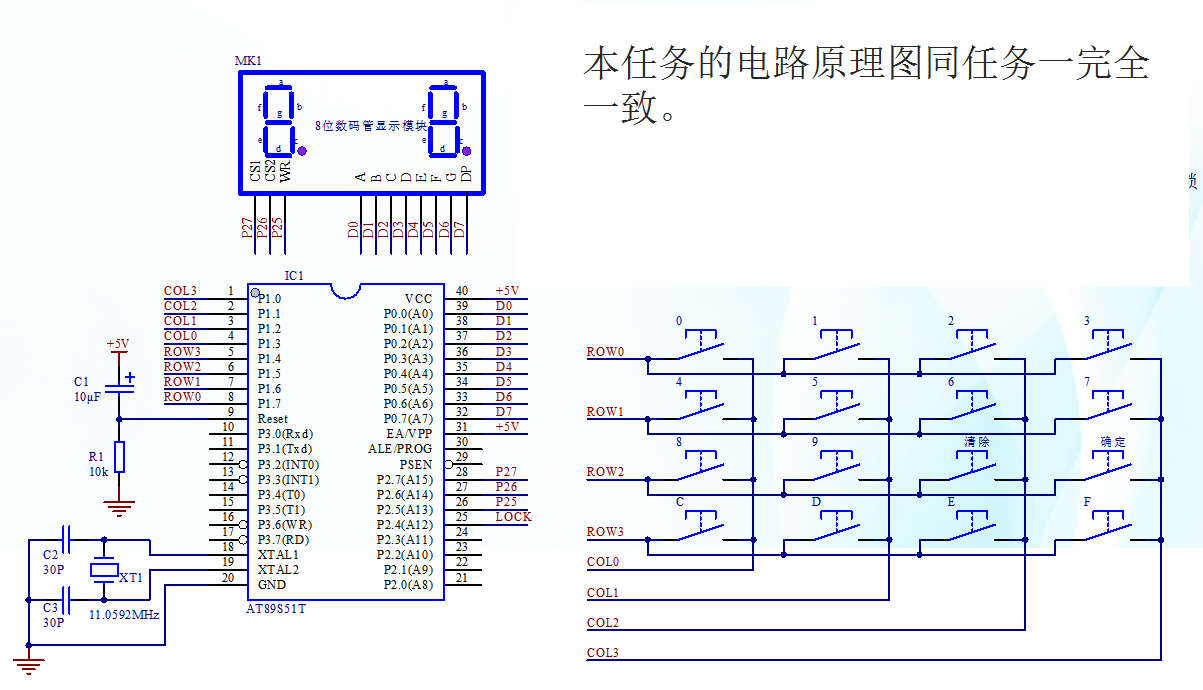 本任务的电路原理图同任务一完全
一致。
锁
MK1
a a
f b f b
g g
8位数码管显示模块
e c e c
d d
CS1 CS2 WR A B C D E F G DP
P27 P26 P25 D0 D1 D2 D3 D4 D5 D6 D7
IC1
COL3 1 P1.0 VCC 40 +5V
COL2 2 P1.1 P0.0(A0) 39 D0
COL1 3 P1.2 P0.1(A1) 38 D1
COL0 4 P1.3 P0.2(A2) 37 D2
ROW3 5 P1.4 P0.3(A3) 36 D3
ROW2 6 P1.5 P0.4(A4) 35 D4
ROW1 7 P1.6 P0.5(A5) 34 D5
ROW0 8 P1.7 P0.6(A6) 33 D6
9 Reset P0.7(A7) 32 D7
10 P3.0(Rxd) EA/VPP 31 +5V
11 P3.1(Txd) ALE/PROG 30
12 P3.2(INT0) PSEN 29
13 P3.3(INT1) P2.7(A15) 28 P27
14 P3.4(T0) P2.6(A14) 27 P26
15 P3.5(T1) P2.5(A13) 26 P25
16 P3.6(WR) P2.4(A12) 25 LOCK
17 P3.7(RD) P2.3(A11) 24
18 XTAL1 P2.2(A10) 23
19 XTAL2 P2.1(A9) 22
20 GND P2.0(A8) 21
AT89S51T
+5V
C1 +
10μF
R1
10k
C2
30P
XT1
C3
30P
11.0592MHz
0 1 2 3
ROW0
4 5 6 7
ROW1
8 9 清除 确定
ROW2
C D E F
ROW3
COL0
COL1
COL2
COL3